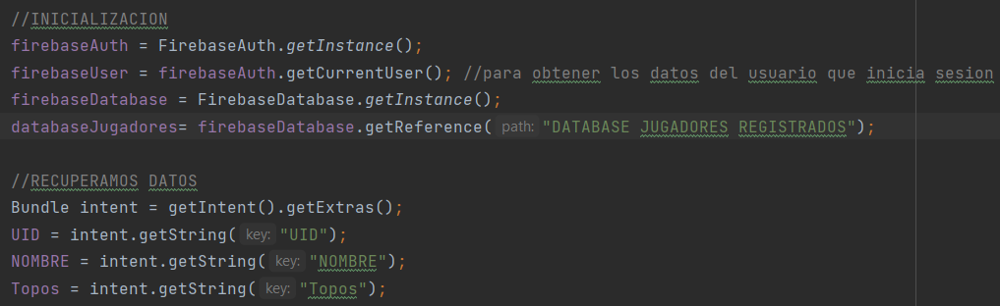 //INICIALIZACION
firebaseAuth = FirebaseAuth.getInstance();
firebaseUser = firebaseAuth.getCurrentUser(); //para obtener los datos del usuario que inicia sesion
firebaseDatabase = FirebaseDatabase.getInstance();
databaseJugadores= firebaseDatabase.getReference( path: "DATABASE JUGADORES REGISTRADOS");
//RECUPERAMOS DATOS
Bundle intent = getIntent().getExtras();
UID = intent.getString( key: "UID");
NOMBRE = intent.getString( key: "NOMBRE");
Topos = intent.getString( key: "Topos");